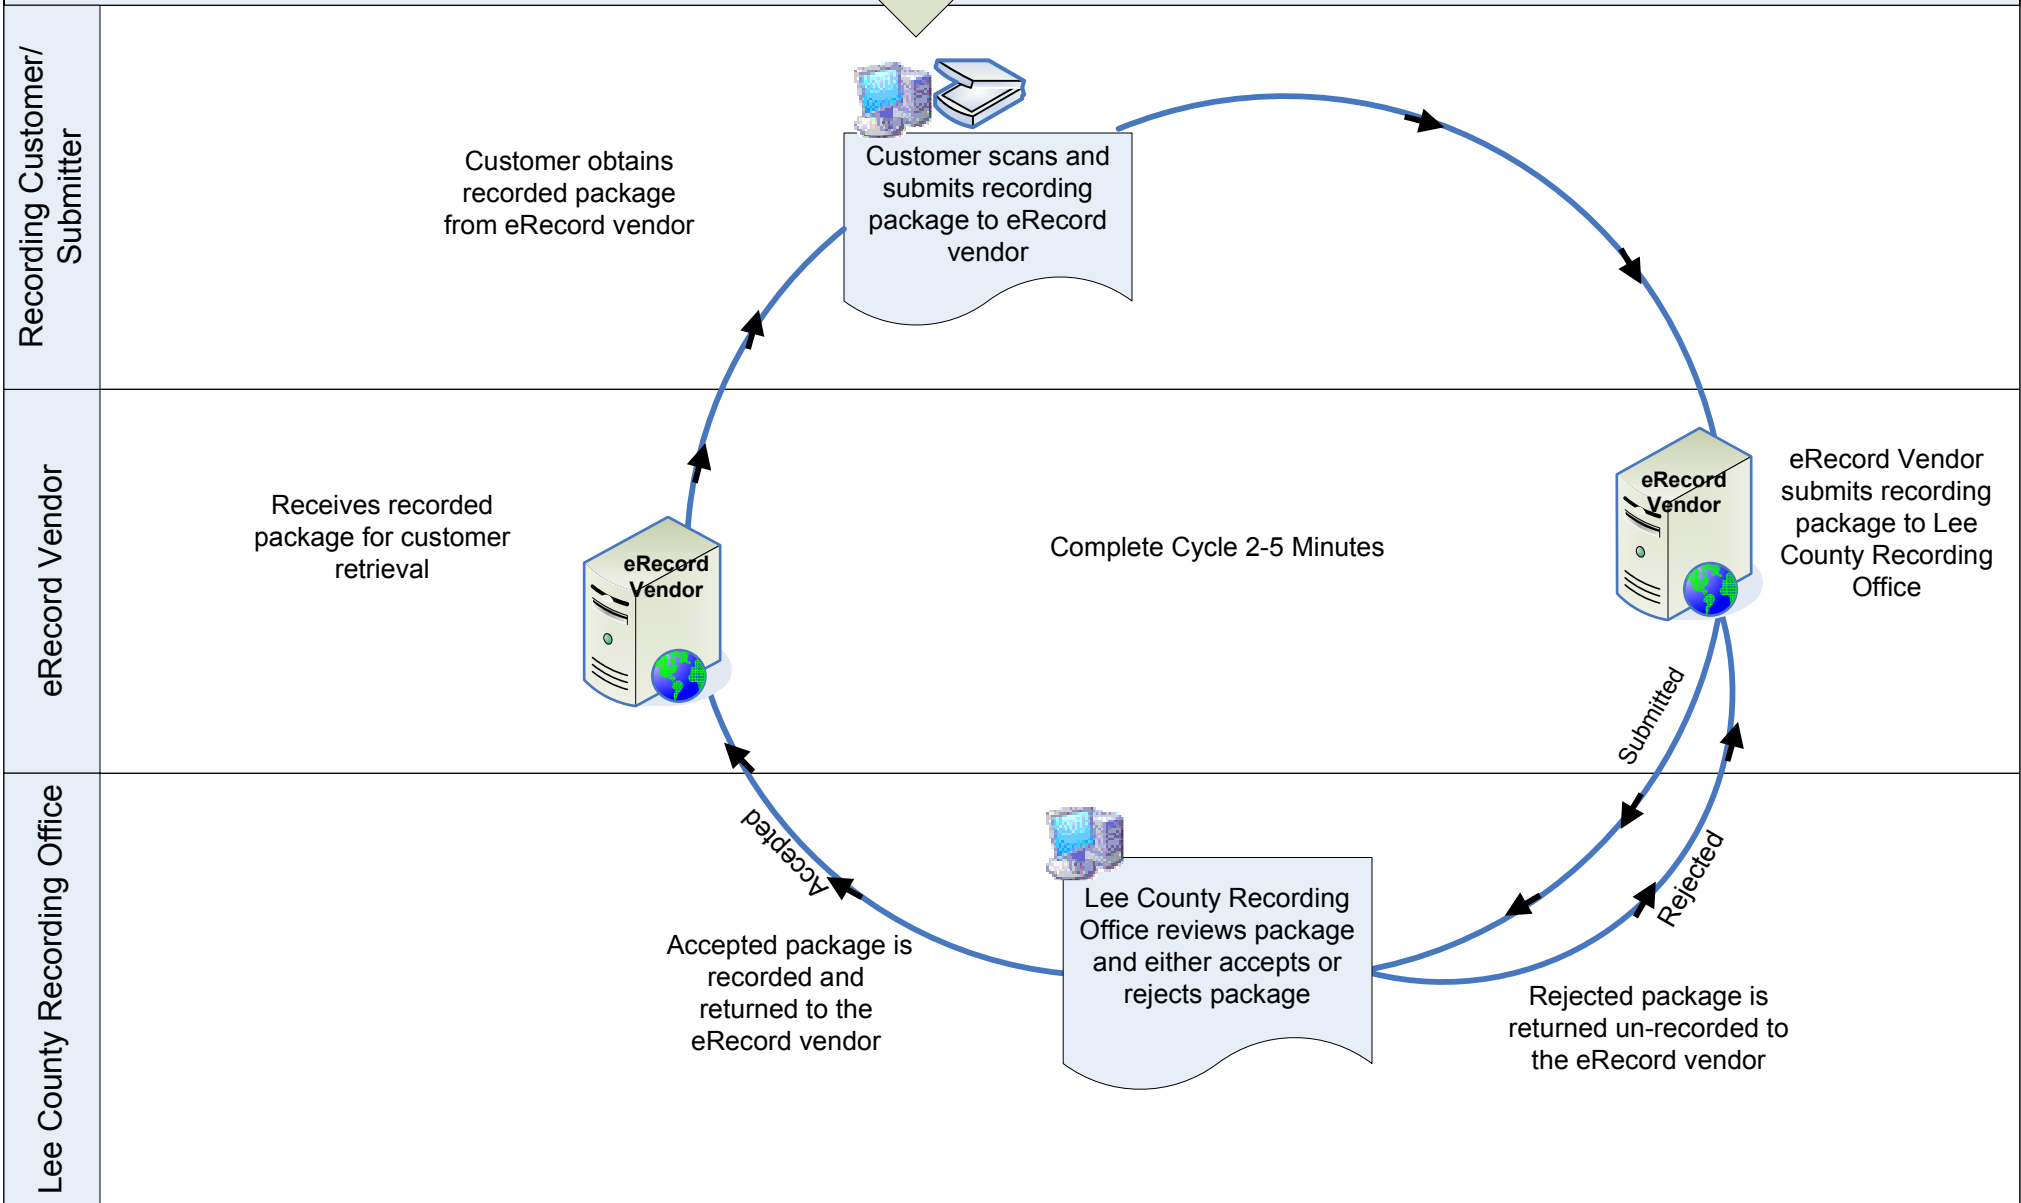 Recording Customer/
Submitter
Customer obtains
recorded package
from eRecord vendor
Customer scans and
submits recording
package to eRecord
vendor
eRecord Vendor
Receives recorded
package for customer
retrieval
eRecord
Vendor
Complete Cycle 2-5 Minutes
eRecord
Vendor
eRecord Vendor
submits recording
package to Lee
County Recording
Office
Submitted
Rejected
Accepted
Lee County Recording Office
Accepted package is
recorded and
returned to the
eRecord vendor
Lee County Recording
Office reviews package
and either accepts or
rejects package
Rejected package is
returned un-recorded to
the eRecord vendor